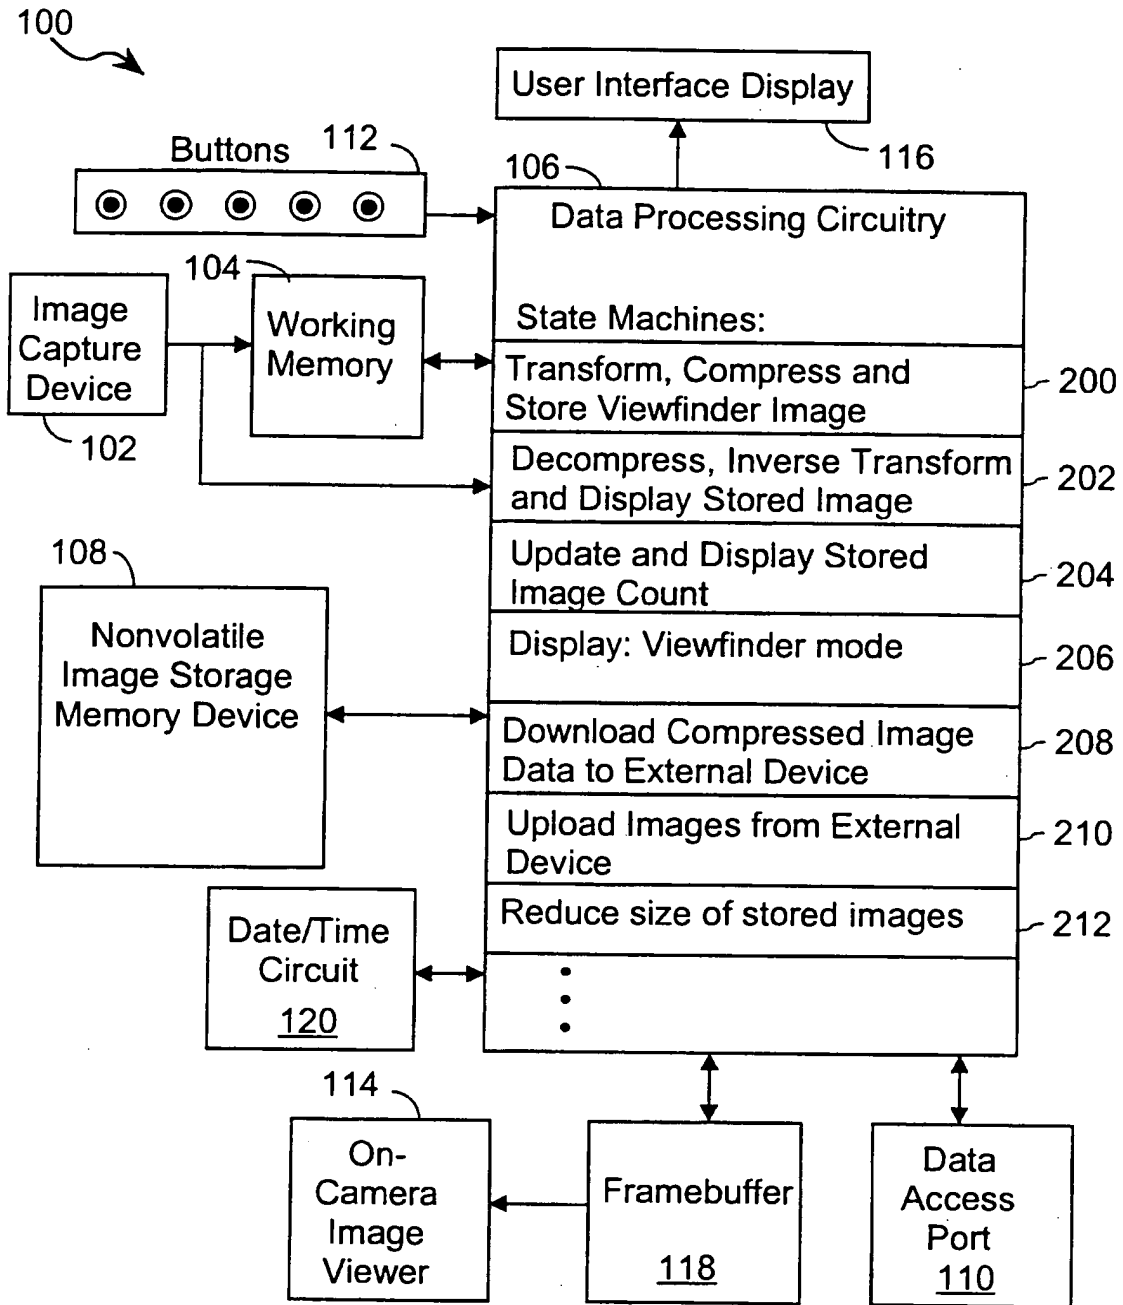 100
User Interface Display
116
Buttons
112
106
Data Processing Circuitry
State Machines:
104
Image
Capture
Device
102
Working
Memory
Transform, Compress and
Store Viewfinder Image
200
Decompress, Inverse Transform
and Display Stored Image
202
Update and Display Stored
Image Count
204
108
Nonvolatile
Image Storage
Memory Device
Display: Viewfinder mode
206
Download Compressed Image
Data to External Device
208
Upload Images from External
Device
210
Reduce size of stored images
212
Date/Time
Circuit
120
114
On-
Camera
Image
Viewer
Framebuffer
118
Data
Access
Port
110